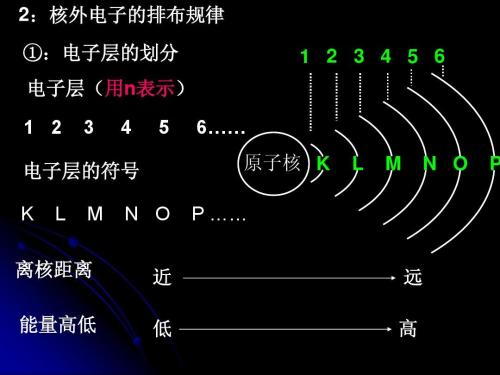 2：核外电子的排布规律
①：电子层的划分
电子层（用n表示）
1 2 3 4 5 6……
电子层的符号
K L M N O P……
1 2 3 4 5 6
原子核 K L M N O P
离核距离 近 远
能量高低 低 高